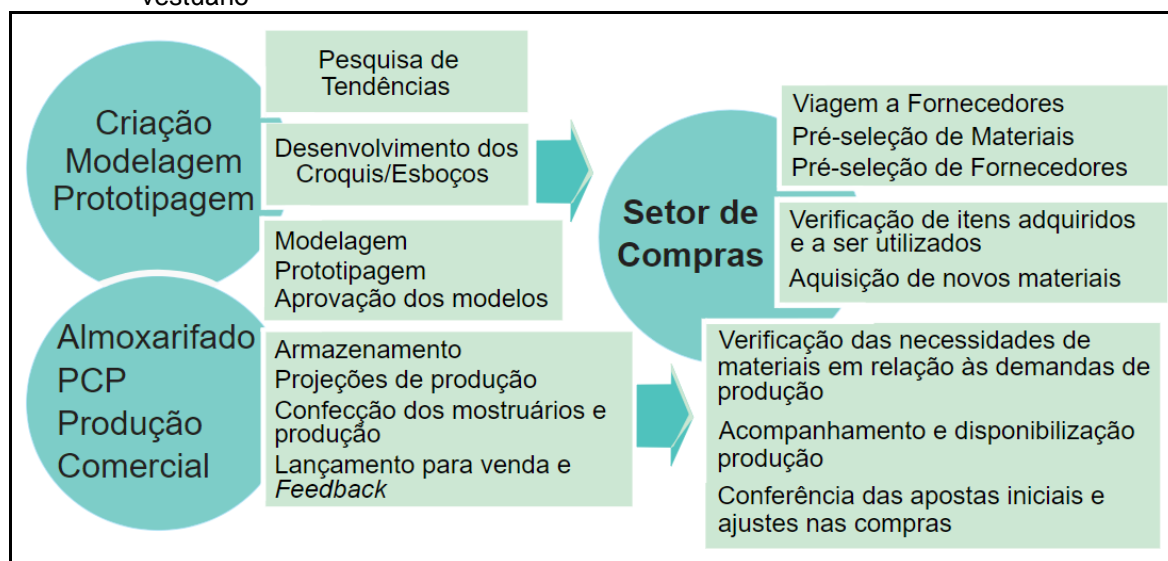 vestuário
Criação
Modelagem
Prototipagem
Pesquisa de
Tendências
Desenvolvimento dos
Croquis/Esboços
Modelagem
Prototipagem
Aprovação dos modelos
Almoxarifado
PCP
Produção
Comercial
Armazenamento
Projeções de produção
Confecção dos mostruários e
produção
Lançamento para venda e
Feedback
Setor de
Compras
Viagem a Fornecedores
Pré-seleção de Materiais
Pré-seleção de Fornecedores
Verificação de itens adquiridos
e a ser utilizados
Aquisição de novos materiais
Verificação das necessidades de
materiais em relação às demandas de
produção
Acompanhamento e disponibilização
produção
Conferência das apostas iniciais e
ajustes nas compras